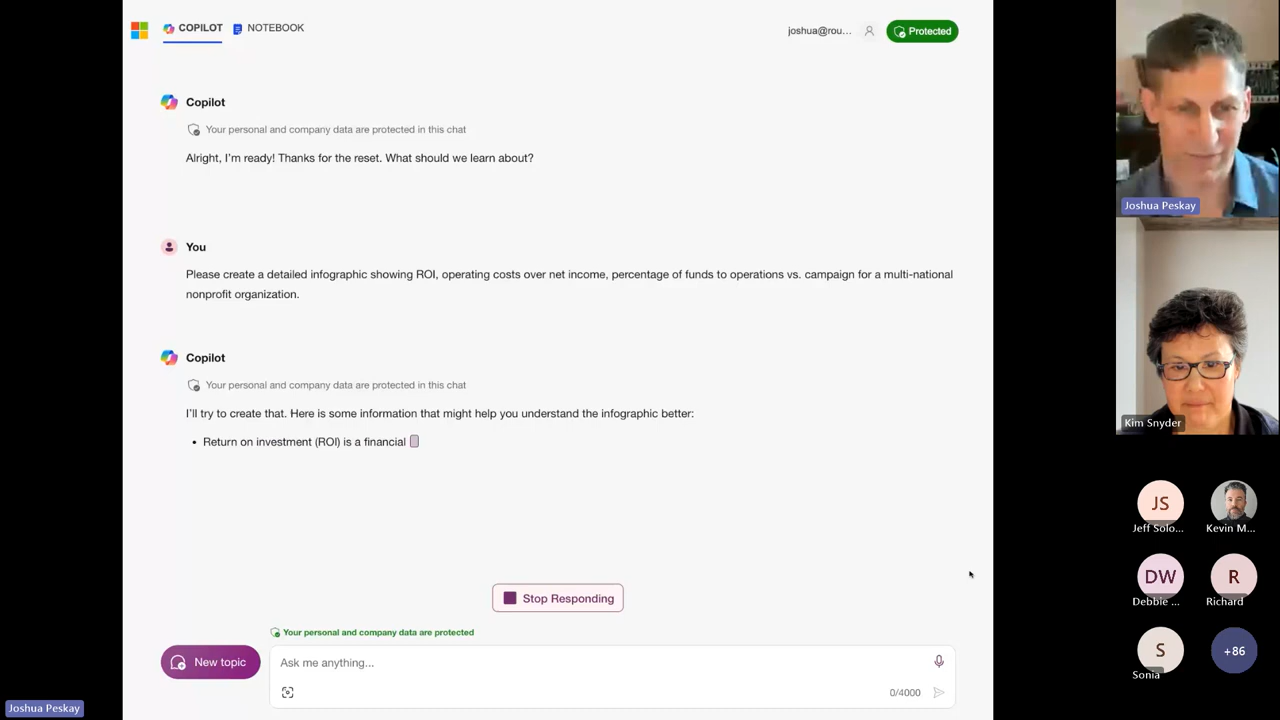 COPILOT
NOTEBOOK
joshua@rou...
Protected
Copilot
Your personal and company data are protected in this chat
Alright, I'm ready! Thanks for the reset. What should we learn about?
You
Please create a detailed infographic showing ROI, operating costs over net income, percentage of funds to operations vs. campaign for a multi-national
nonprofit organization.
Copilot
Your personal and company data are protected in this chat
I'll try to create that. Here is some information that might help you understand the infographic better:
• Return on investment (ROI) is a financial
Stop Responding
Your personal and company data are protected
New topic
Ask me anything...
0/4000
Joshua Peskay
Joshua Peskay
Kim Snyder
JS
Jeff Solo...
Kevin M...
DW
Debbie ...
R
Richard
S
Sonia
+86